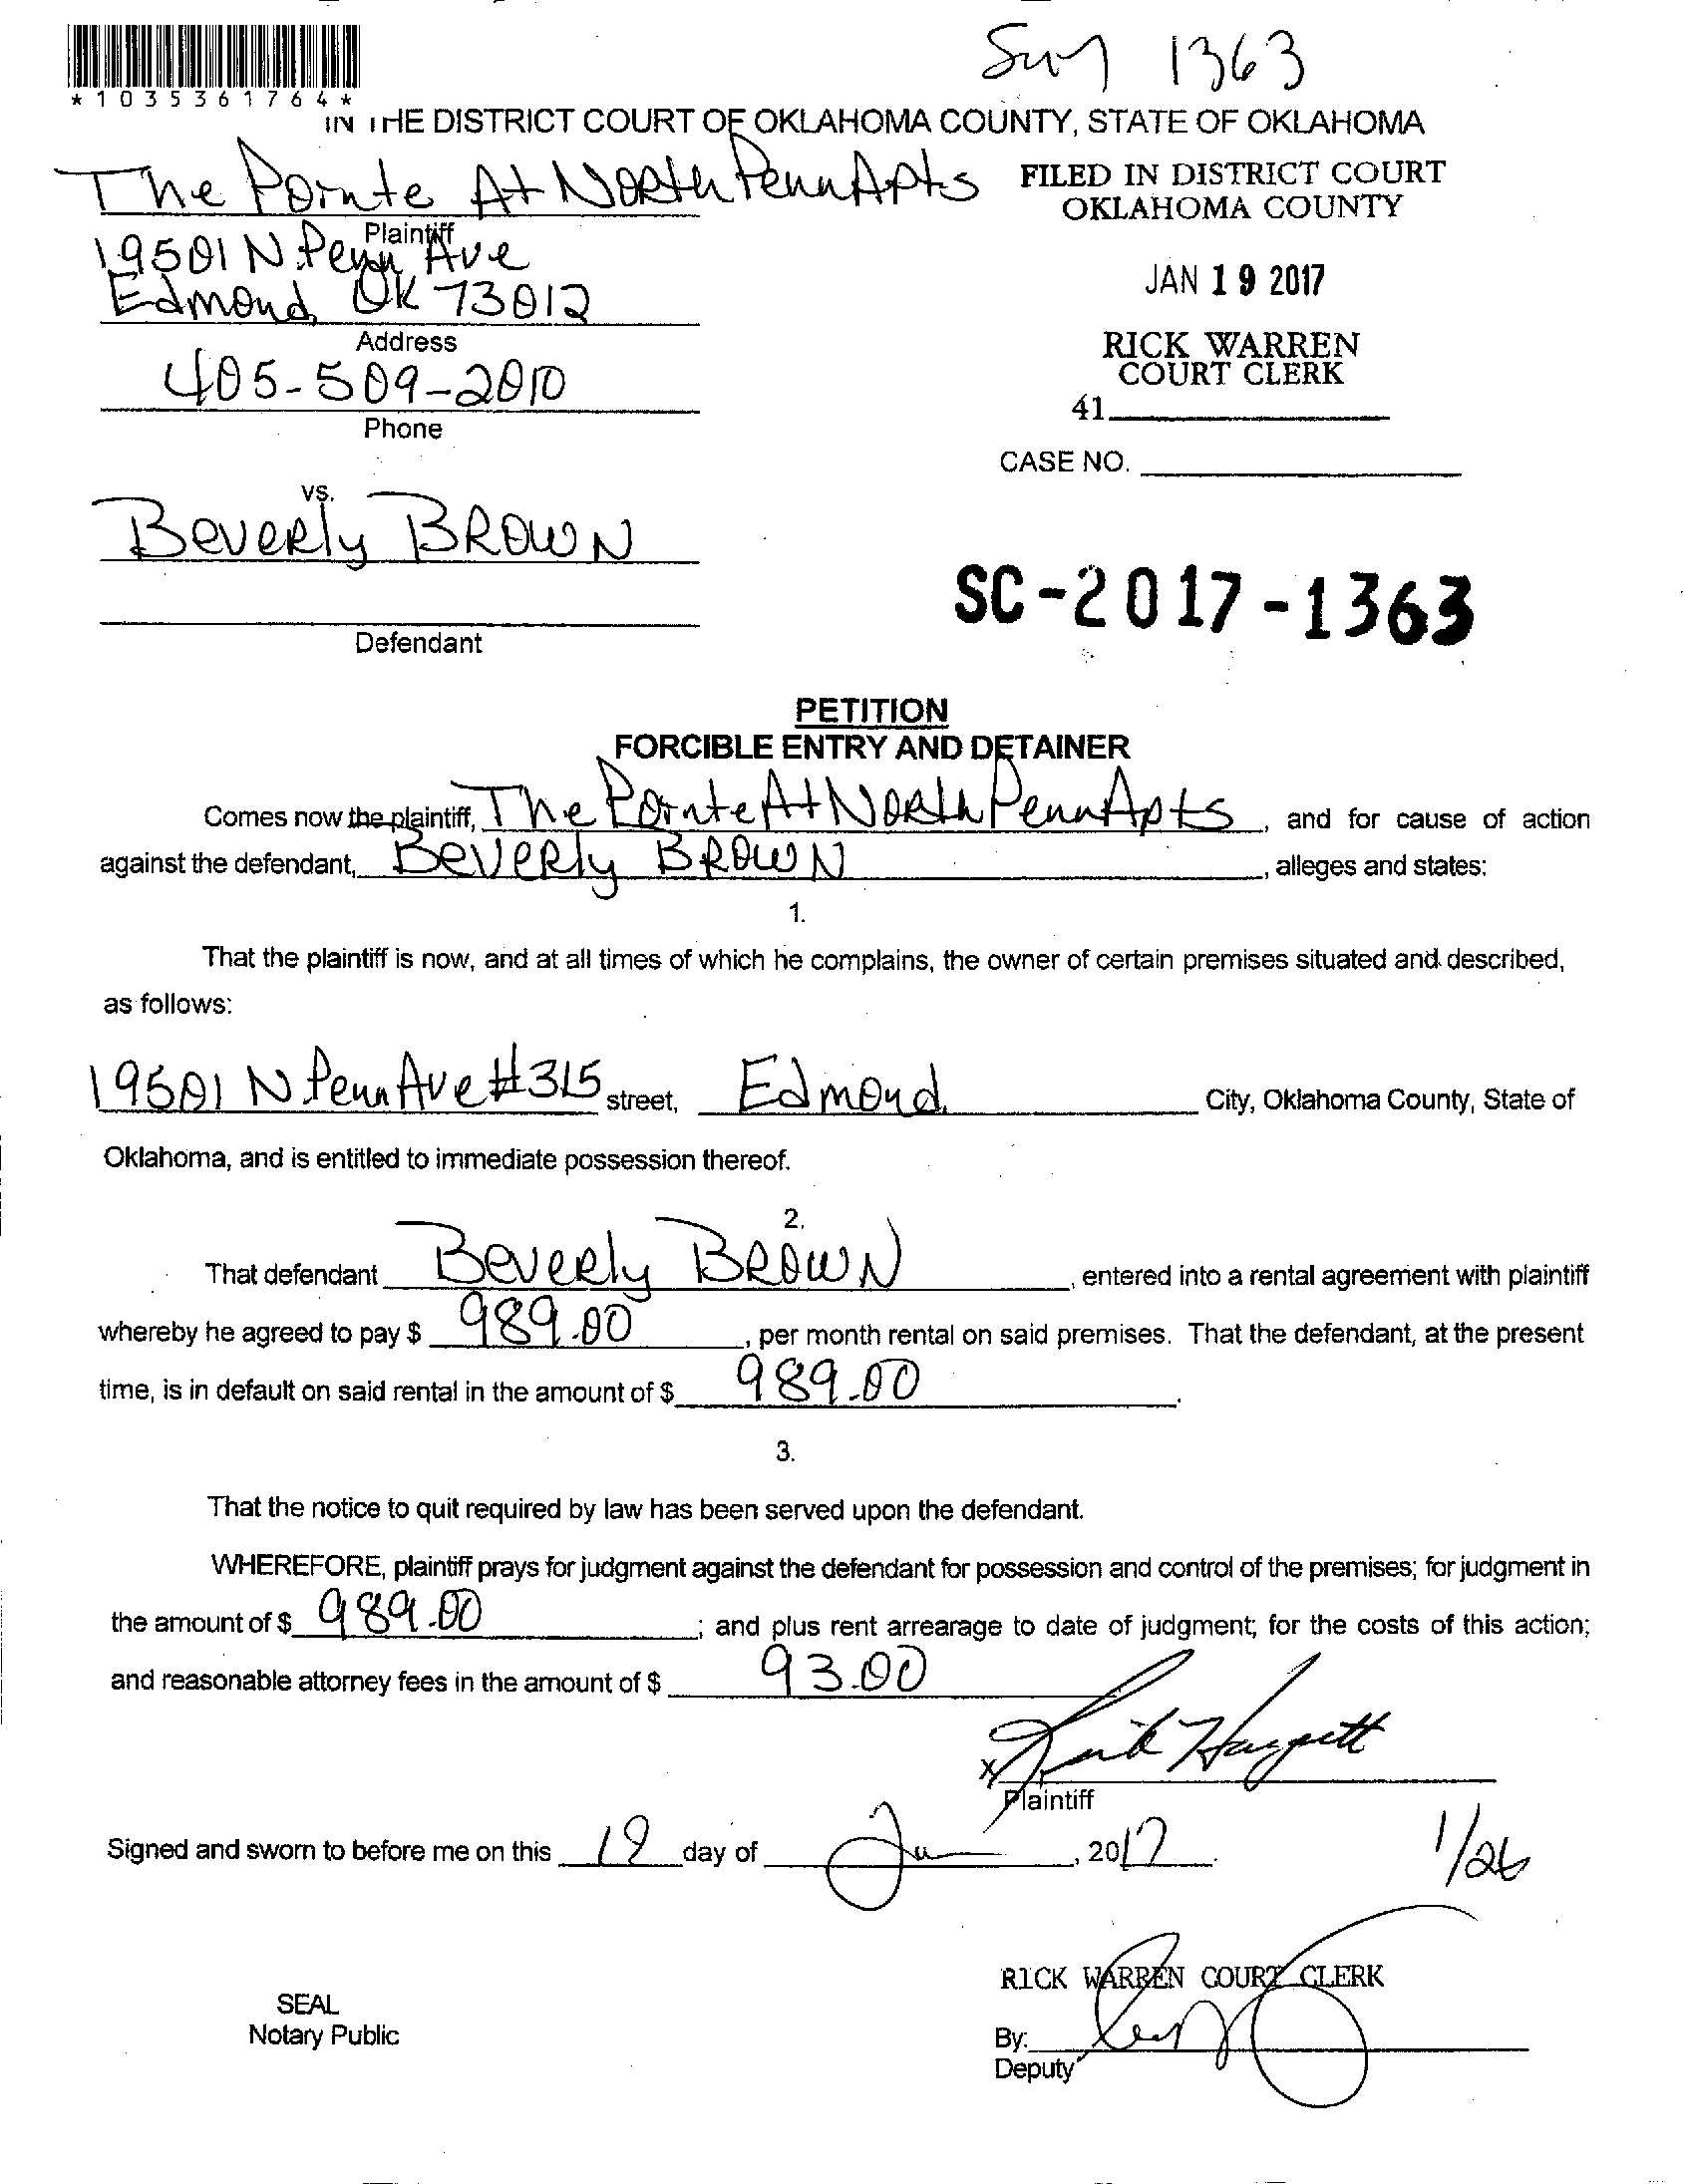 1363
*1035361764*
IN THE DISTRICT COURT OF OKLAHOMA COUNTY, STATE OF OKLAHOMA
The Pointe At North Penn Apts
Plaintiff
19501 N. Penn Ave
Edmond, OK 73012
Address
405-509-2010
Phone
FILED IN DISTRICT COURT
OKLAHOMA COUNTY
JAN 19 2017
RICK WARREN
COURT CLERK
41
CASE NO.
vs.
Beverly BROWN
Defendant
SC-2017-1363
PETITION
FORCIBLE ENTRY AND DETAINER
Comes now the plaintiff, The Pointe At North Penn Apts, and for cause of action
against the defendant, Beverly BROWN, alleges and states:
1.
That the plaintiff is now, and at all times of which he complains, the owner of certain premises situated and described,
as follows:
19501 N. Penn Ave #315 street, Edmond, City, Oklahoma County, State of
Oklahoma, and is entitled to immediate possession thereof.
2.
That defendant Beverly BROWN, entered into a rental agreement with plaintiff
whereby he agreed to pay $ 989.00, per month rental on said premises. That the defendant, at the present
time, is in default on said rental in the amount of $ 989.00.
3.
That the notice to quit required by law has been served upon the defendant.
WHEREFORE, plaintiff prays for judgment against the defendant for possession and control of the premises; for judgment in
the amount of $ 989.00; and plus rent arrearage to date of judgment; for the costs of this action;
and reasonable attorney fees in the amount of $ 93.00
x
Plaintiff
Signed and sworn to before me on this 19 day of Jan, 2017.
1/26
RICK WARREN COURT CLERK
SEAL
Notary Public
By:
Deputy